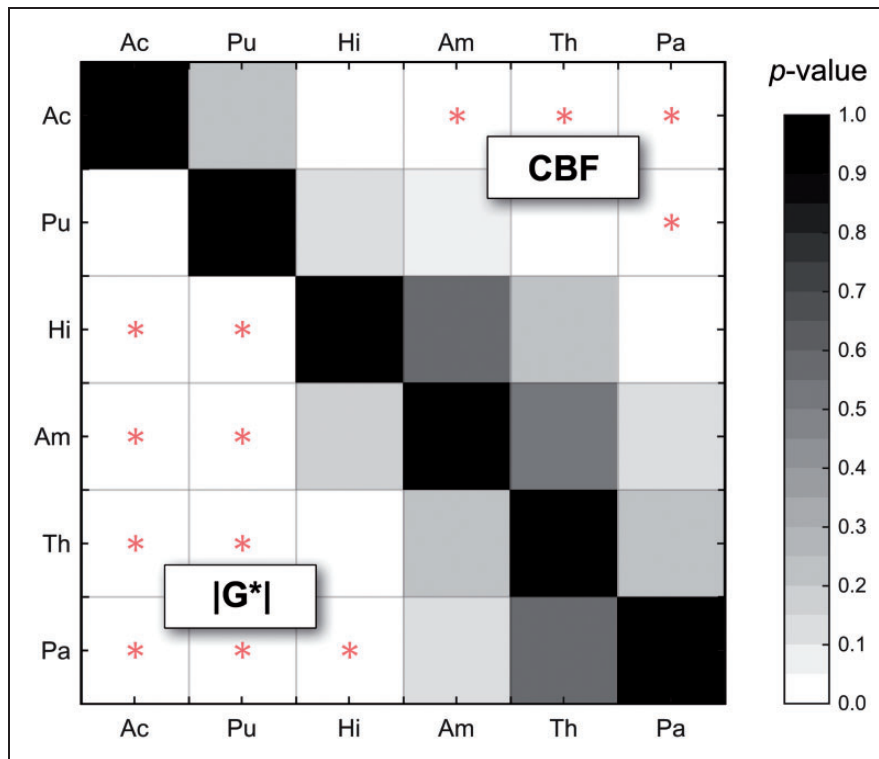 Ac Pu Hi Am Th Pa
p-value
Ac * * *
CBF
Pu *
Hi * *
Am * *
Th * *
|G*|
Pa * * *
Ac Pu Hi Am Th Pa
1.0
0.9
0.8
0.7
0.6
0.5
0.4
0.3
0.2
0.1
0.0